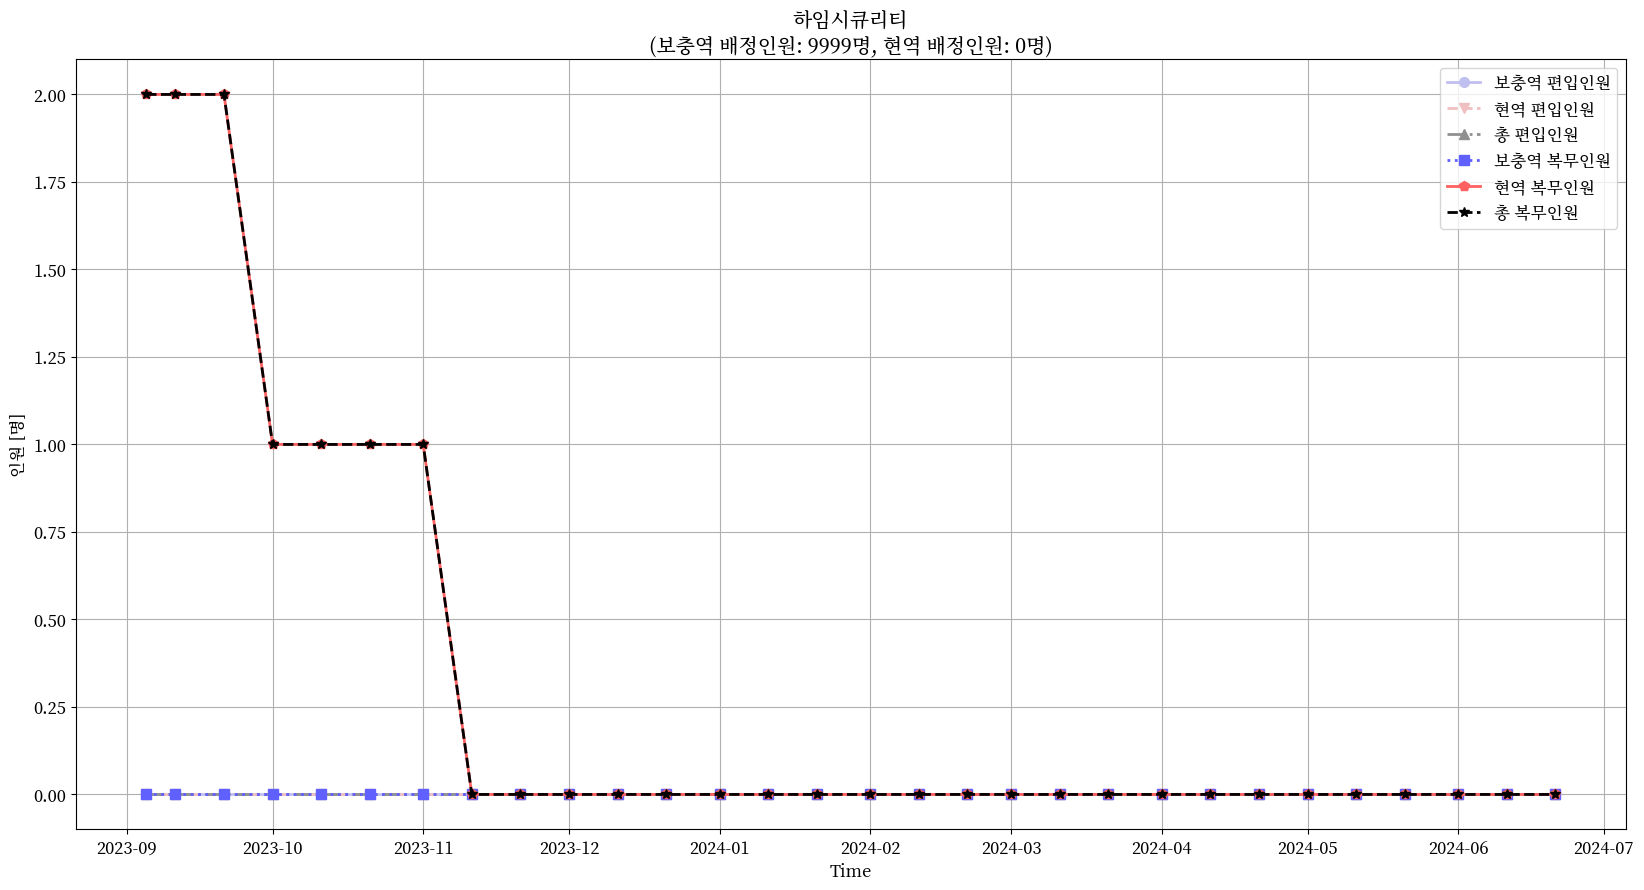 하임시큐리티
(보충역 배정인원: 9999명, 현역 배정인원: 0명)
보충역 편입인원
현역 편입인원
총 편입인원
보충역 복무인원
현역 복무인원
총 복무인원
2.00
1.75
1.50
1.25
1.00
0.75
0.50
0.25
0.00
인원 [명]
2023-09 2023-10 2023-11 2023-12 2024-01 2024-02 2024-03 2024-04 2024-05 2024-06 2024-07
Time